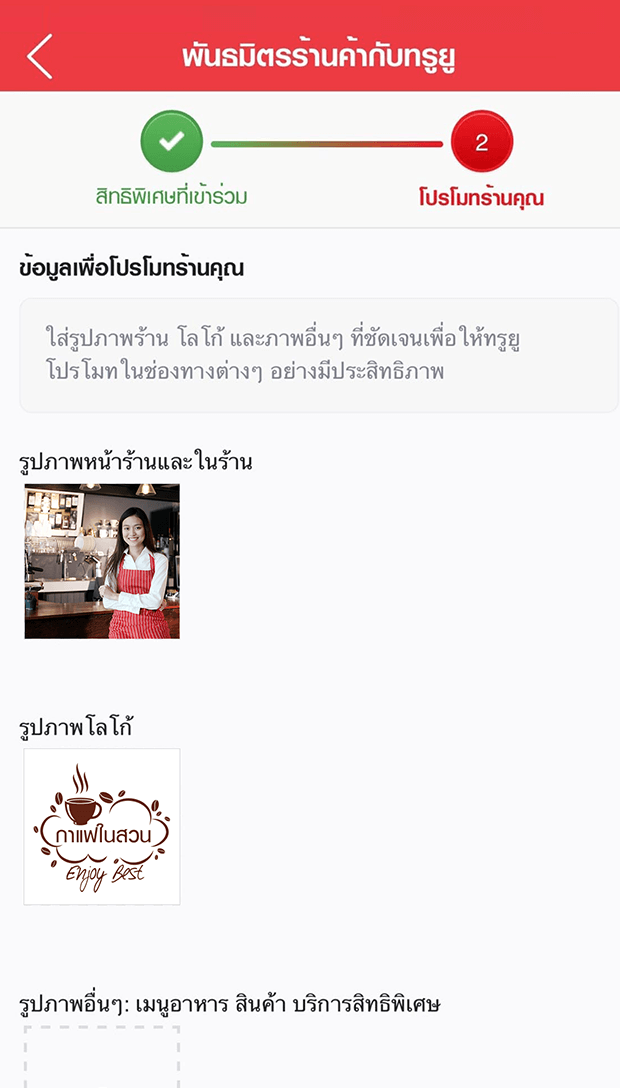 พันธมิตรร้านค้ากับทรูยู
2
สิทธิพิเศษที่เข้าร่วม
โปรโมทร้านคุณ
ข้อมูลเพื่อโปรโมทร้านคุณ
ใส่รูปภาพร้าน โลโก้ และภาพอื่นๆ ที่ชัดเจนเพื่อให้ทรูยู
โปรโมทในช่องทางต่างๆ อย่างมีประสิทธิภาพ
รูปภาพหน้าร้านและในร้าน
รูปภาพโลโก้
กาแฟในสวน
Enjoy Best
รูปภาพอื่นๆ: เมนูอาหาร สินค้า บริการสิทธิพิเศษ